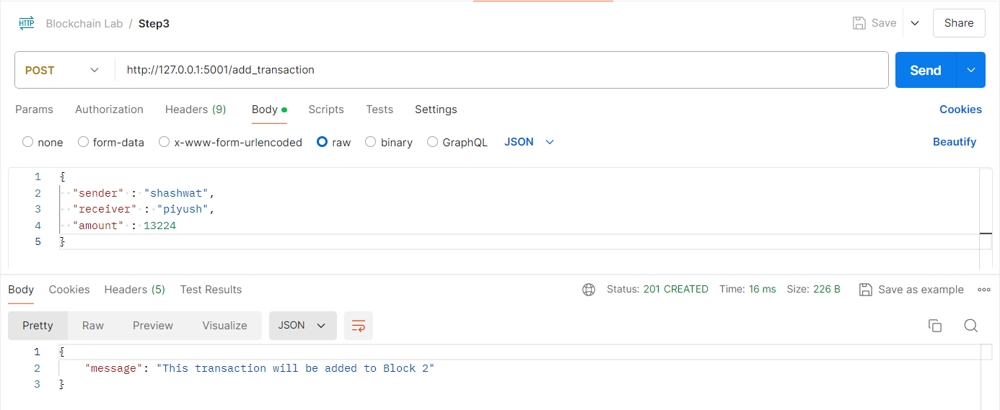 HTTP Blockchain Lab / Step3 Save Share
POST http://127.0.0.1:5001/add_transaction Send
Params Authorization Headers (9) Body Scripts Tests Settings Cookies
none form-data x-www-form-urlencoded raw binary GraphQL JSON Beautify
1 {
2 "sender" : "shashwat",
3 "receiver" : "piyush",
4 "amount" : 13224
5 }
Body Cookies Headers (5) Test Results Status: 201 CREATED Time: 16 ms Size: 226 B Save as example
Pretty Raw Preview Visualize JSON
1 {
2 "message": "This transaction will be added to Block 2"
3 }